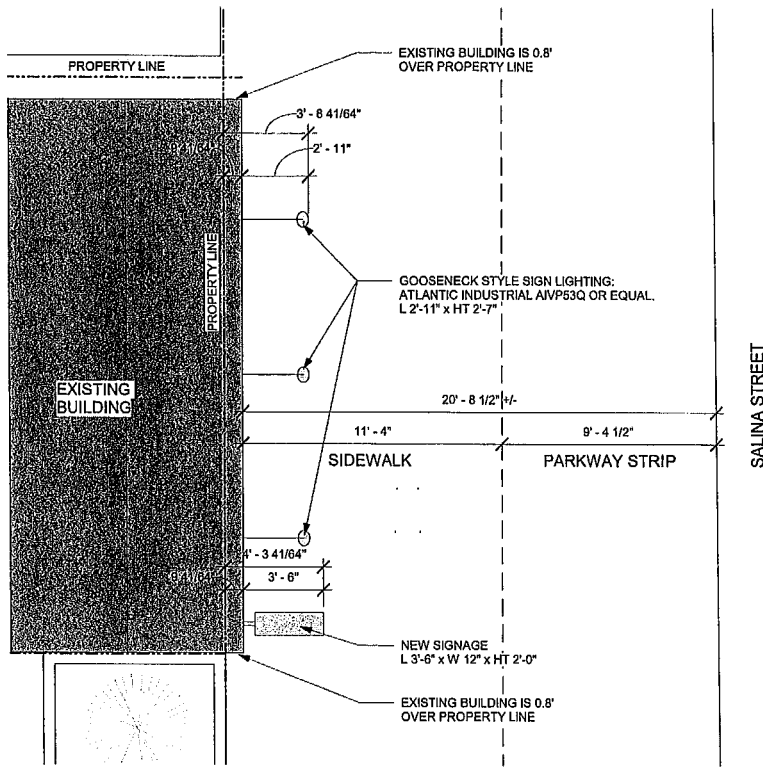 EXISTING BUILDING IS 0.8'
OVER PROPERTY LINE
PROPERTY LINE
3' - 8 41/64"
8 41/64"
2' - 11"
PROPERTY LINE
GOOSENECK STYLE SIGN LIGHTING:
ATLANTIC INDUSTRIAL AIVP53Q OR EQUAL,
L 2'-11" x HT 2'-7"
EXISTING
BUILDING
20' - 8 1/2" +/-
11' - 4"
9' - 4 1/2"
SIDEWALK
PARKWAY STRIP
SALINA STREET
4' - 3 41/64"
3' - 6"
NEW SIGNAGE
L 3'-6" x W 12" x HT 2'-0"
EXISTING BUILDING IS 0.8'
OVER PROPERTY LINE